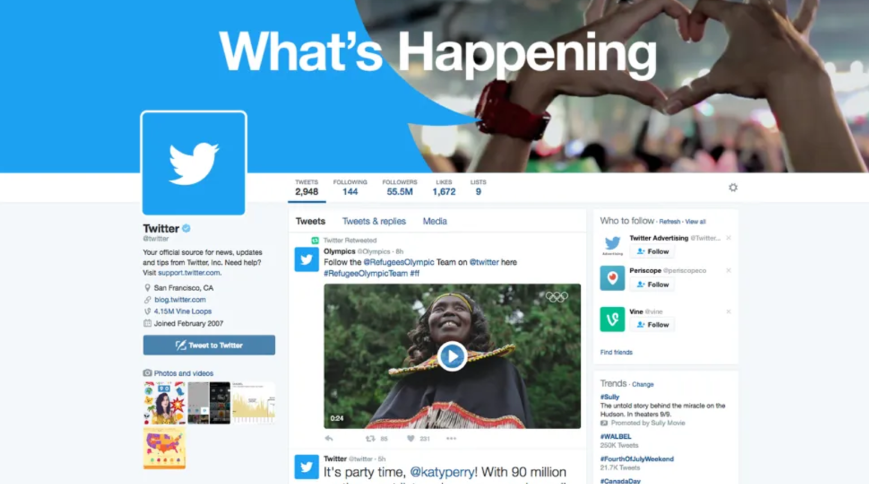 What's Happening
TWEETS
2,948
FOLLOWING
144
FOLLOWERS
55.5M
LIKES
1,672
LISTS
9
Twitter
@twitter
Your official source for news, updates
and tips from Twitter, Inc. Need help?
Visit support.twitter.com.
San Francisco, CA
blog.twitter.com
4.15M Vine Loops
Joined February 2007
Tweet to Twitter
Photos and videos
Tweets Tweets & replies Media
Twitter Retweeted
Olympics @Olympics · 8h
Follow the @RefugeesOlympic Team on @twitter here
#RefugeeOlympicTeam #ff
0:24
231
Twitter @twitter · 5h
It's party time, @katyperry! With 90 million
Who to follow · Refresh · View all
Twitter Advertising @Twitter...
Advertising
Follow
Periscope @periscopeco
Follow
Vine @vine
Follow
Find friends
Trends · Change
#Sully
The untold story behind the miracle on the
Hudson. In theaters 9/9.
Promoted by Sully Movie
#WALBEL
250K Tweets
#FourthOfJulyWeekend
21.7K Tweets
#CanadaDay